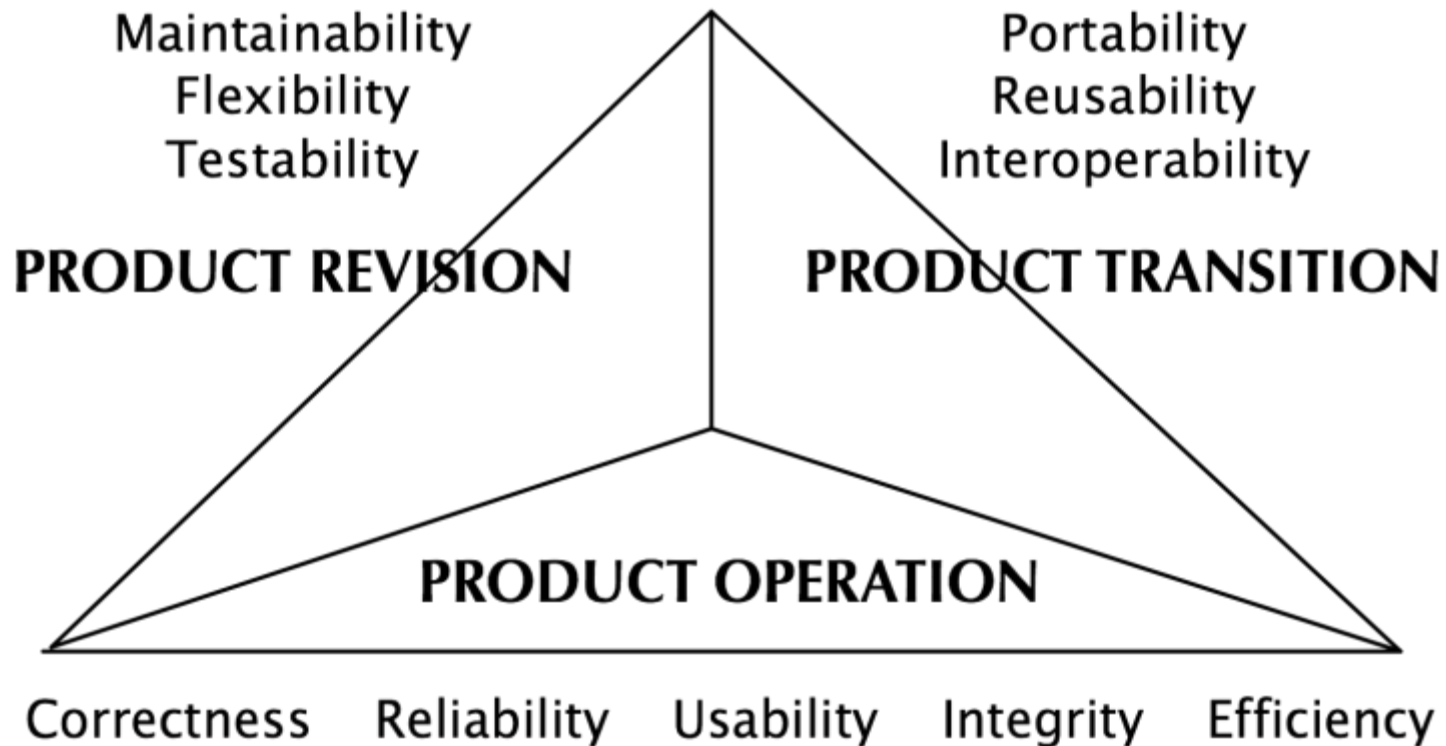 Maintainability
Flexibility
Testability
Portability
Reusability
Interoperability
PRODUCT REVISION
PRODUCT TRANSITION
PRODUCT OPERATION
Correctness Reliability Usability Integrity Efficiency